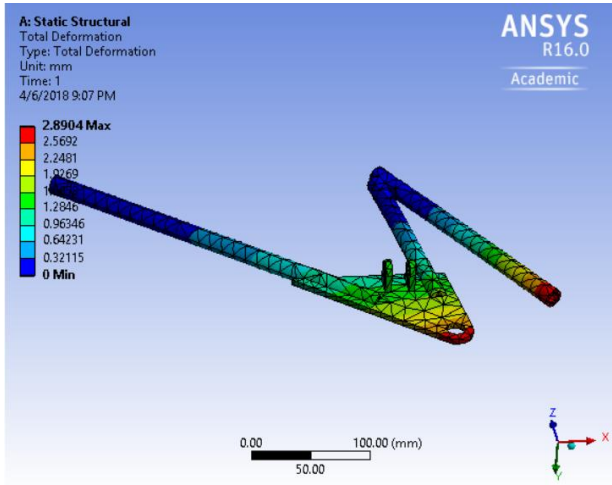 A: Static Structural
Total Deformation
Type: Total Deformation
Unit: mm
Time: 1
4/6/2018 9:07 PM
ANSYS
R16.0
Academic
2.8904 Max
2.5692
2.2481
1.9269
1.2846
0.96346
0.64231
0.32115
0 Min
0.00
100.00 (mm)
50.00
Z
X
Y